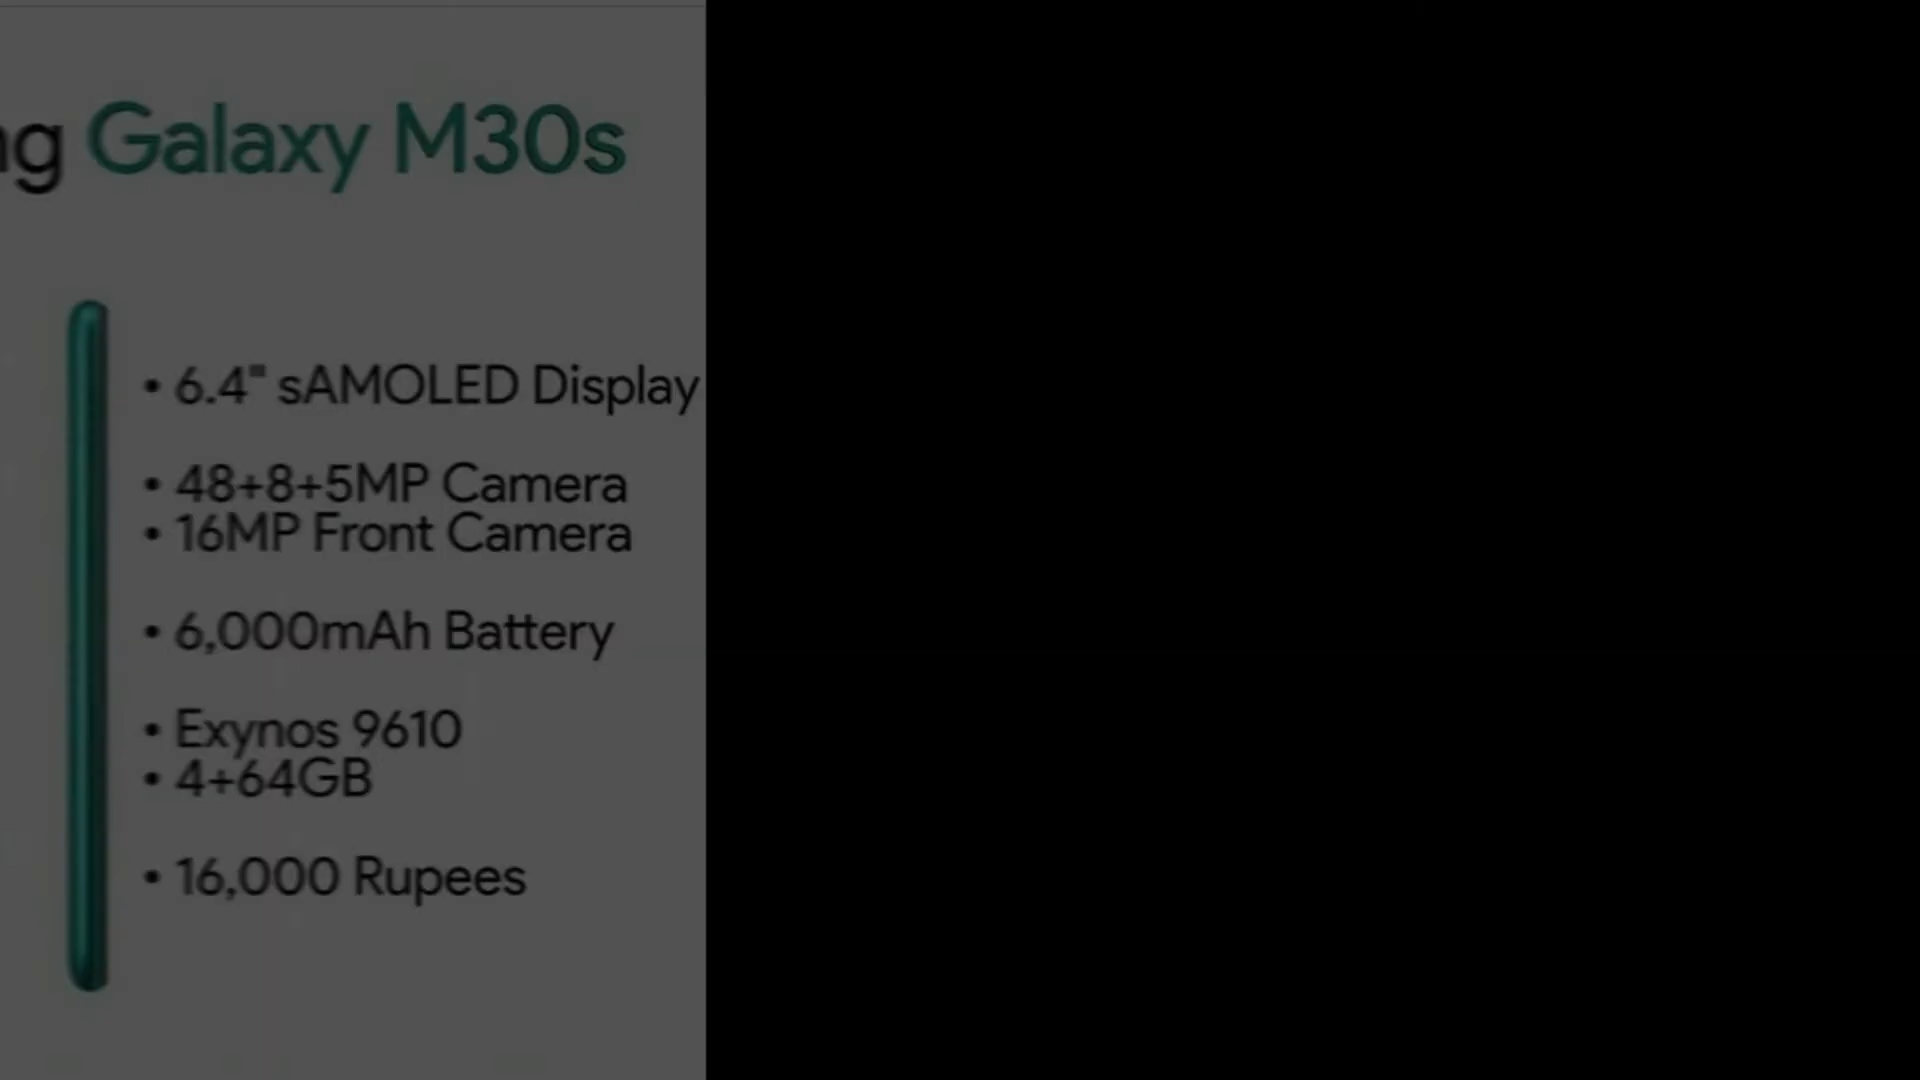 ng Galaxy M30s
• 6.4" sAMOLED Display
• 48+8+5MP Camera
• 16MP Front Camera
• 6,000mAh Battery
• Exynos 9610
• 4+64GB
• 16,000 Rupees